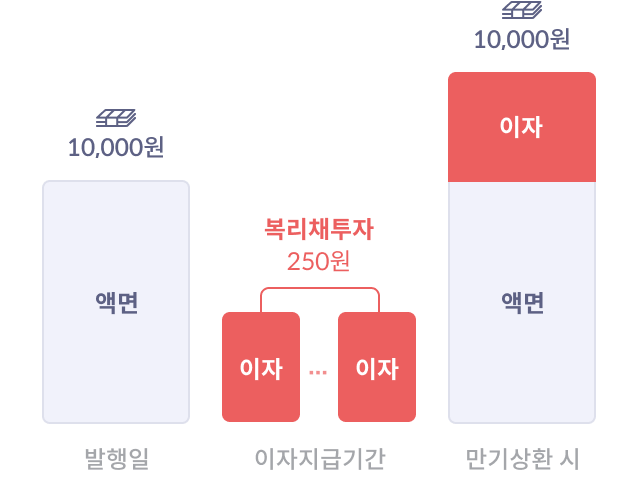 10,000원
액면
발행일
복리채투자
250원
이자
...
이자
이자지급기간
10,000원
이자
액면
만기상환 시